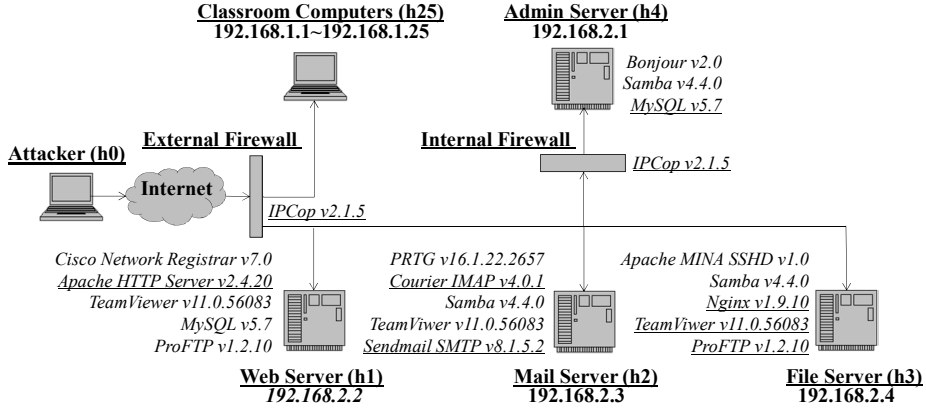 Classroom Computers (h25)
192.168.1.1~192.168.1.25
Admin Server (h4)
192.168.2.1
Bonjour v2.0
Samba v4.4.0
MySQL v5.7
External Firewall
Internal Firewall
Attacker (h0)
Internet
IPCop v2.1.5
IPCop v2.1.5
Cisco Network Registrar v7.0
Apache HTTP Server v2.4.20
TeamViewer v11.0.56083
MySQL v5.7
ProFTP v1.2.10
Web Server (h1)
192.168.2.2
PRTG v16.1.22.2657
Courier IMAP v4.0.1
Samba v4.4.0
TeamViwer v11.0.56083
Sendmail SMTP v8.1.5.2
Mail Server (h2)
192.168.2.3
Apache MINA SSHD v1.0
Samba v4.4.0
Nginx v1.9.10
TeamViwer v11.0.56083
ProFTP v1.2.10
File Server (h3)
192.168.2.4